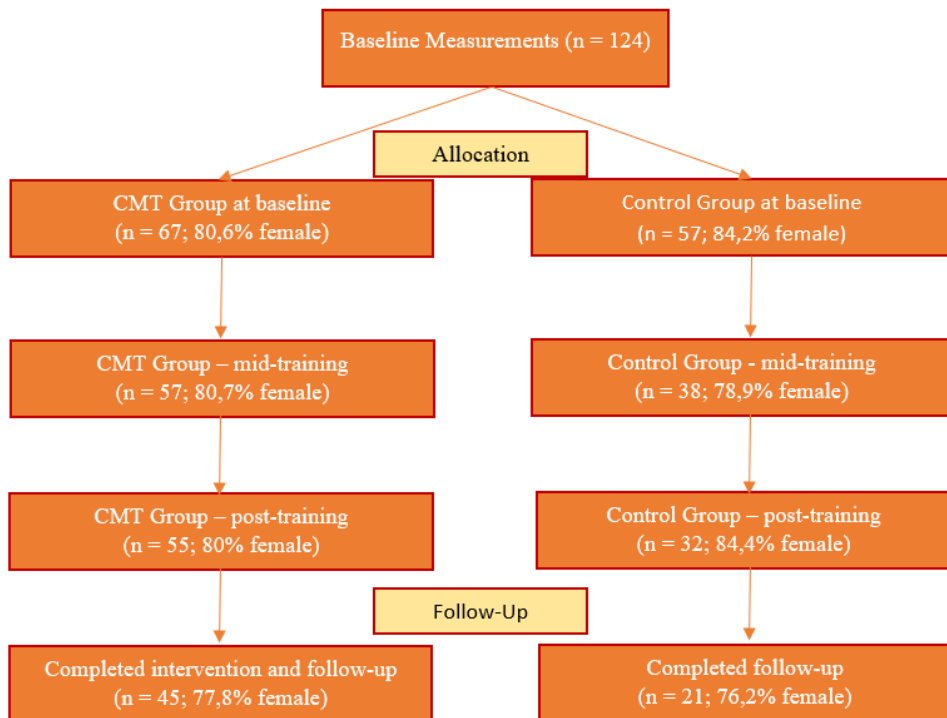 Baseline Measurements (n = 124)
Allocation
CMT Group at baseline
(n = 67; 80,6% female)
Control Group at baseline
(n = 57; 84,2% female)
CMT Group – mid-training
(n = 57; 80,7% female)
Control Group - mid-training
(n = 38; 78,9% female)
CMT Group – post-training
(n = 55; 80% female)
Control Group – post-training
(n = 32; 84,4% female)
Follow-Up
Completed intervention and follow-up
(n = 45; 77,8% female)
Completed follow-up
(n = 21; 76,2% female)